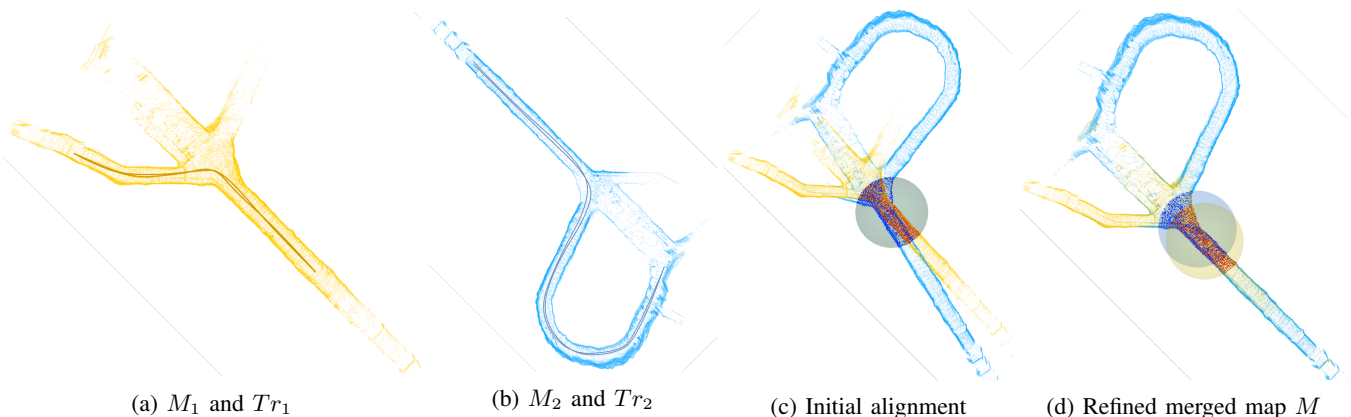 (a) M₁ and Tr₁
(b) M₂ and Tr₂
(c) Initial alignment
(d) Refined merged map M